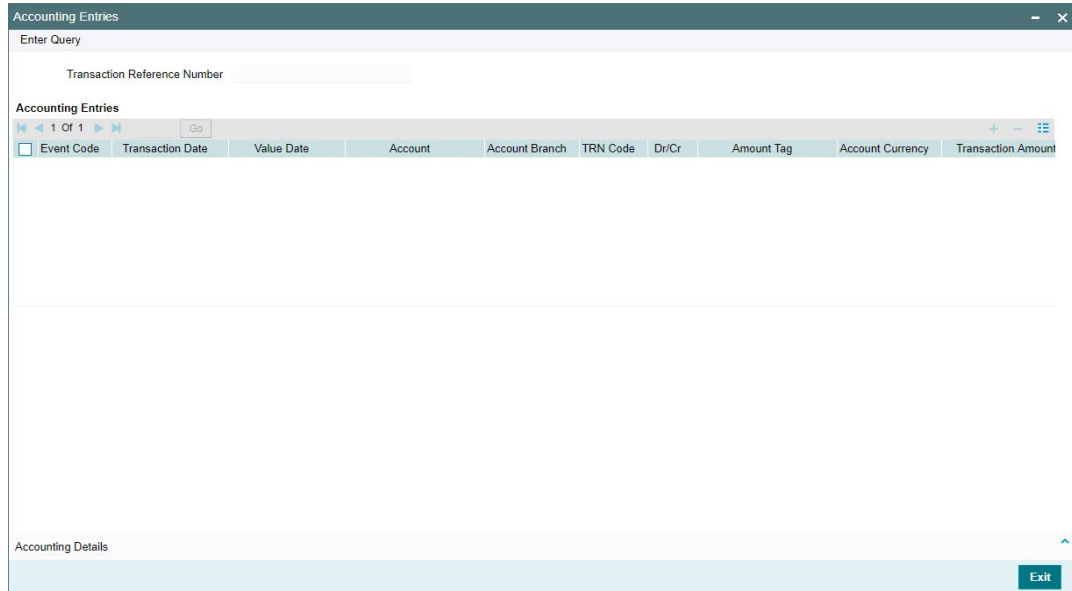 Accounting Entries
Enter Query
Transaction Reference Number
Accounting Entries
1 Of 1 Go
Event Code Transaction Date Value Date Account Account Branch TRN Code Dr/Cr Amount Tag Account Currency Transaction Amount
Accounting Details
Exit